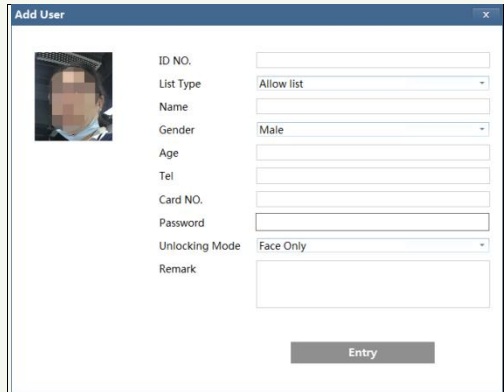 Add User
x
ID NO.
List Type Allow list
Name
Gender Male
Age
Tel
Card NO.
Password
Unlocking Mode Face Only
Remark
Entry